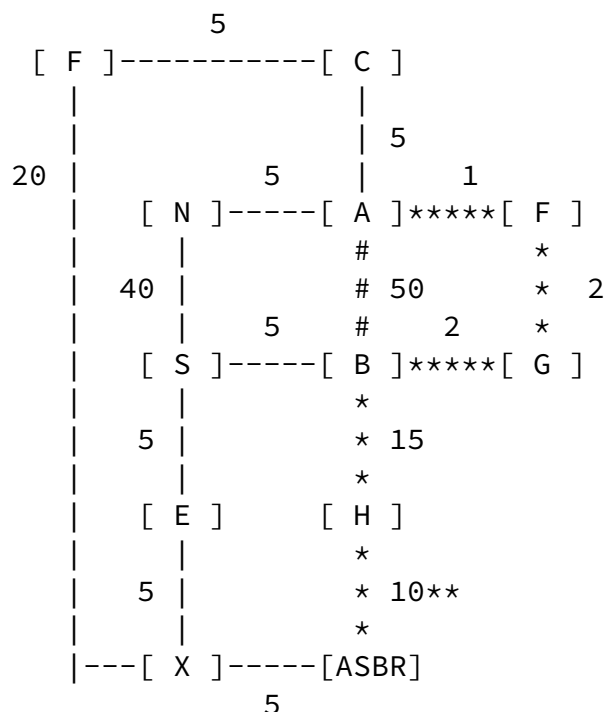 5
[ F ]-----------[ C ]
|                |
|                | 5
20 |        5       |       1
|   [ N ]-----[ A ]*****[ F ]
|     |         #         *
|  40 |         # 50      *  2
|     |    5    #    2    *
|   [ S ]-----[ B ]*****[ G ]
|     |         *
|   5 |         * 15
|     |         *
|   [ E ]     [ H ]
|     |         *
|   5 |         * 10**
|     |         *
|---[ X ]-----[ASBR]
5